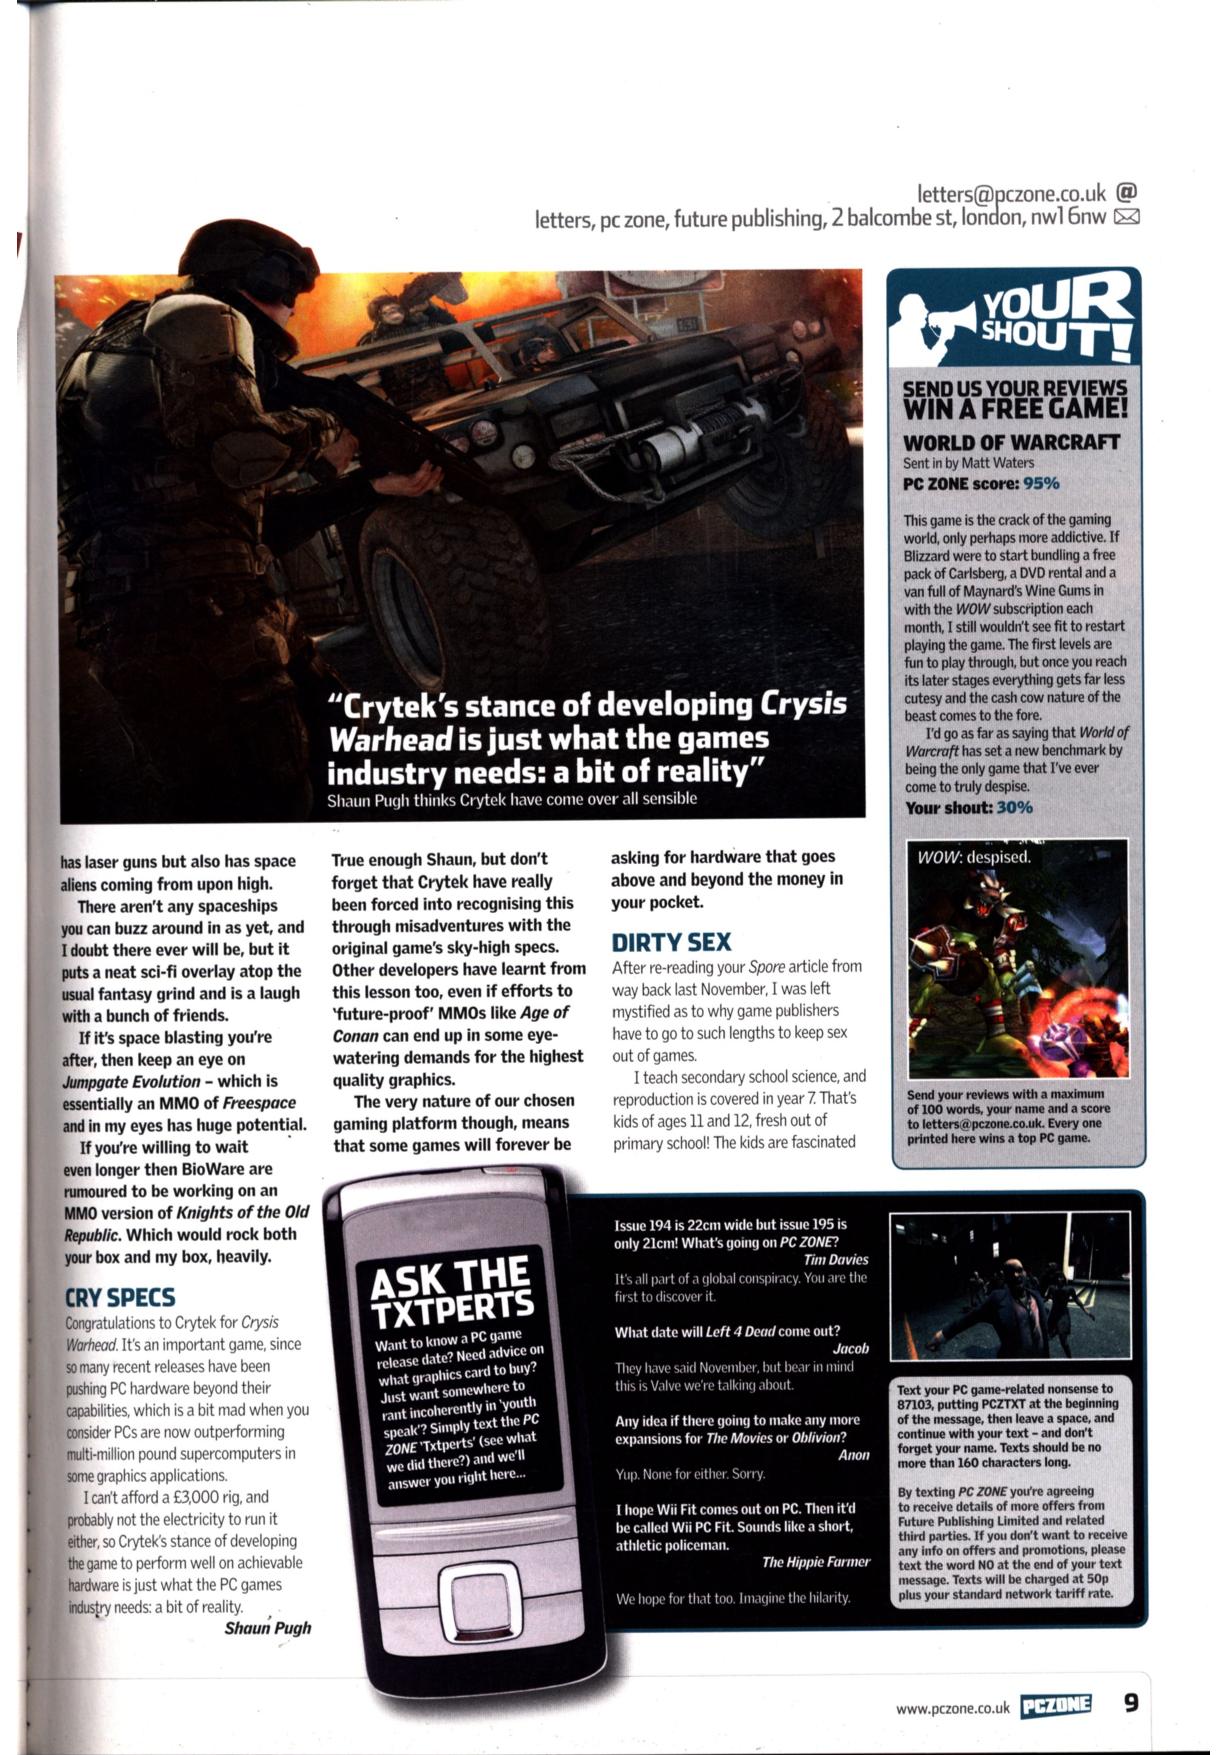 letters@pczone.co.uk @
letters, pc zone, future publishing, 2 balcombe st, london, nw1 6nw
"Crytek's stance of developing Crysis
Warhead is just what the games
industry needs: a bit of reality"
Shaun Pugh thinks Crytek have come over all sensible
has laser guns but also has space
aliens coming from upon high.
There aren't any spaceships
you can buzz around in as yet, and
I doubt there ever will be, but it
puts a neat sci-fi overlay atop the
usual fantasy grind and is a laugh
with a bunch of friends.
If it's space blasting you're
after, then keep an eye on
Jumpgate Evolution – which is
essentially an MMO of Freespace
and in my eyes has huge potential.
If you're willing to wait
even longer then BioWare are
rumoured to be working on an
MMO version of Knights of the Old
Republic. Which would rock both
your box and my box, heavily.
CRY SPECS
Congratulations to Crytek for Crysis
Warhead. It's an important game, since
so many recent releases have been
pushing PC hardware beyond their
capabilities, which is a bit mad when you
consider PCs are now outperforming
multi-million pound supercomputers in
some graphics applications.
I can't afford a £3,000 rig, and
probably not the electricity to run it
either, so Crytek's stance of developing
the game to perform well on achievable
hardware is just what the PC games
industry needs: a bit of reality.
Shaun Pugh
True enough Shaun, but don't
forget that Crytek have really
been forced into recognising this
through misadventures with the
original game's sky-high specs.
Other developers have learnt from
this lesson too, even if efforts to
'future-proof' MMOs like Age of
Conan can end up in some eye-
watering demands for the highest
quality graphics.
The very nature of our chosen
gaming platform though, means
that some games will forever be
asking for hardware that goes
above and beyond the money in
your pocket.
DIRTY SEX
After re-reading your Spore article from
way back last November, I was left
mystified as to why game publishers
have to go to such lengths to keep sex
out of games.
I teach secondary school science, and
reproduction is covered in year 7. That's
kids of ages 11 and 12, fresh out of
primary school! The kids are fascinated
YOUR
SHOUT!
SEND US YOUR REVIEWS
WIN A FREE GAME!
WORLD OF WARCRAFT
Sent in by Matt Waters
PC ZONE score: 95%
This game is the crack of the gaming
world, only perhaps more addictive. If
Blizzard were to start bundling a free
pack of Carlsberg, a DVD rental and a
van full of Maynard's Wine Gums in
with the WOW subscription each
month, I still wouldn't see fit to restart
playing the game. The first levels are
fun to play through, but once you reach
its later stages everything gets far less
cutesy and the cash cow nature of the
beast comes to the fore.
I'd go as far as saying that World of
Warcraft has set a new benchmark by
being the only game that I've ever
come to truly despise.
Your shout: 30%
WOW: despised.
Send your reviews with a maximum
of 100 words, your name and a score
to letters@pczone.co.uk. Every one
printed here wins a top PC game.
ASK THE
TXTPERTS
Want to know a PC game
release date? Need advice on
what graphics card to buy?
Just want somewhere to
rant incoherently in 'youth
speak'? Simply text the PC
ZONE 'Txtperts' (see what
we did there?) and we'll
answer you right here...
Issue 194 is 22cm wide but issue 195 is
only 21cm! What's going on PC ZONE?
Tim Davies
It's all part of a global conspiracy. You are the
first to discover it.
What date will Left 4 Dead come out?
Jacob
They have said November, but bear in mind
this is Valve we're talking about.
Any idea if there going to make any more
expansions for The Movies or Oblivion?
Anon
Yup. None for either. Sorry.
I hope Wii Fit comes out on PC. Then it'd
be called Wii PC Fit. Sounds like a short,
athletic policeman.
The Hippie Farmer
We hope for that too. Imagine the hilarity.
Text your PC game-related nonsense to
87103, putting PCZTXT at the beginning
of the message, then leave a space, and
continue with your text – and don't
forget your name. Texts should be no
more than 160 characters long.
By texting PC ZONE you're agreeing
to receive details of more offers from
Future Publishing Limited and related
third parties. If you don't want to receive
any info on offers and promotions, please
text the word NO at the end of your text
message. Texts will be charged at 50p
plus your standard network tariff rate.
www.pczone.co.uk PCZONE 9